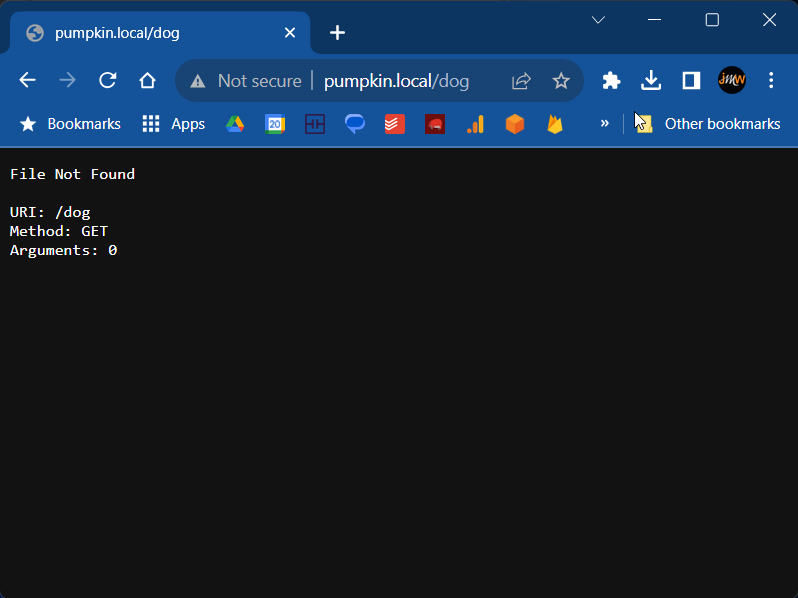 pumpkin.local/dog
Not secure pumpkin.local/dog
jMW
Bookmarks Apps 20 Other bookmarks
File Not Found
URI: /dog
Method: GET
Arguments: 0